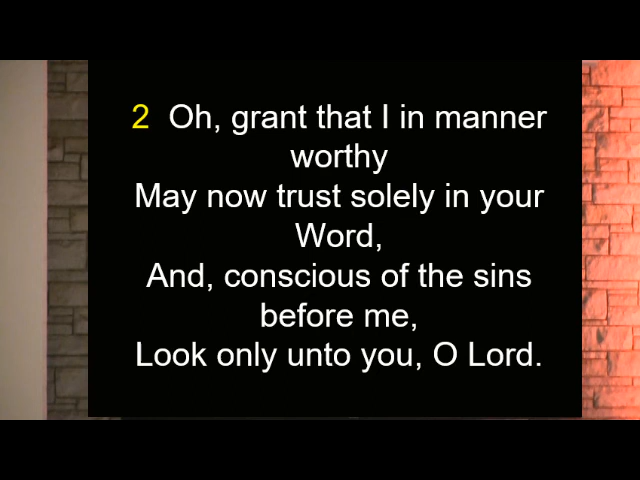 2 Oh, grant that I in manner
worthy
May now trust solely in your
Word,
And, conscious of the sins
before me,
Look only unto you, O Lord.